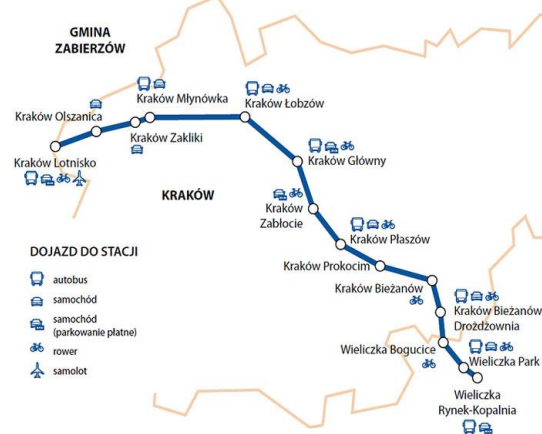 GMINA
ZABIERZÓW
Kraków Olszanica
Kraków Młynówka
Kraków Łobzów
Kraków Lotnisko
Kraków Zakliki
Kraków Główny
KRAKÓW
Kraków
Zabłocie
Kraków Płaszów
Kraków Prokocim
Kraków Bieżanów
Kraków Bieżanów
Drożdżownia
Wieliczka Bogucice
Wieliczka Park
Wieliczka
Rynek-Kopalnia
DOJAZD DO STACJI
autobus
samochód
samochód
(parkowanie płatne)
rower
samolot